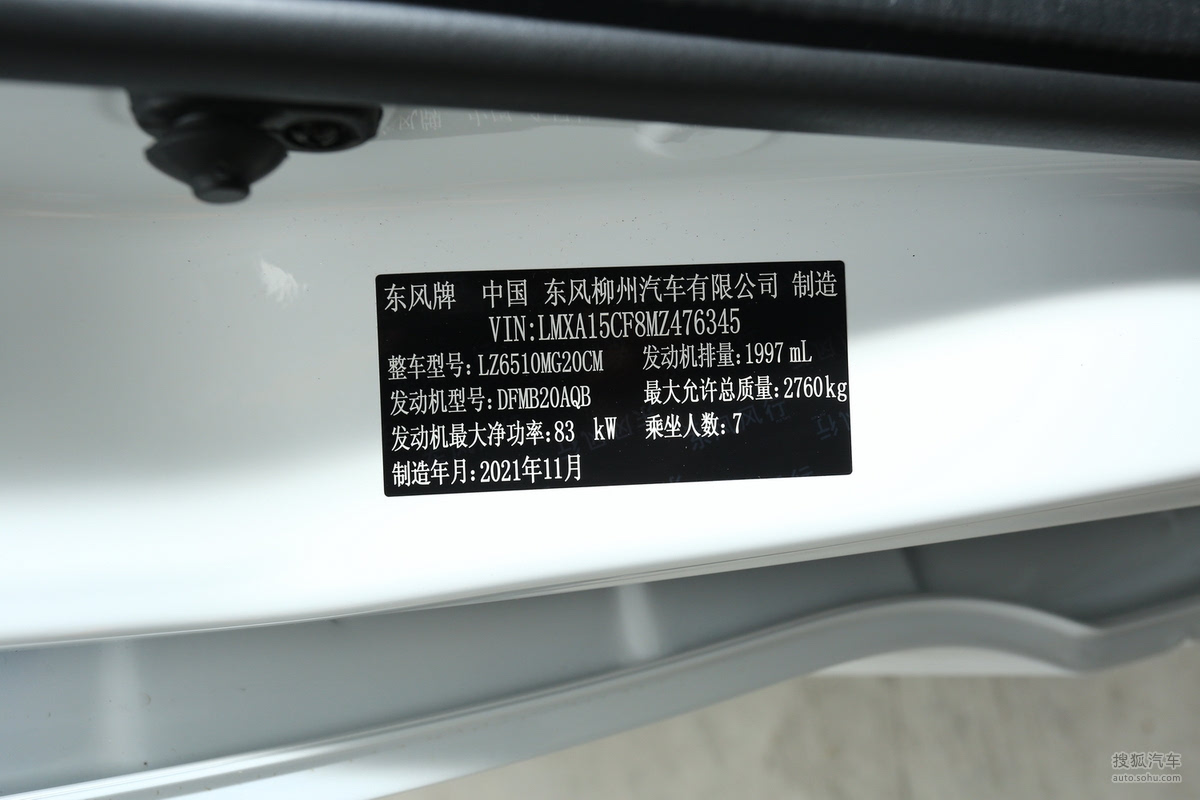 东风牌 中国 东风柳州汽车有限公司 制造
VIN:LMXA15CF8MZ476345
整车型号:LZ6510MG20CM 发动机排量:1997 mL
发动机型号:DFMB20AQB 最大允许总质量:2760kg
发动机最大净功率:83 kW 乘坐人数:7
制造年月:2021年11月
搜狐汽车
auto.sohu.com